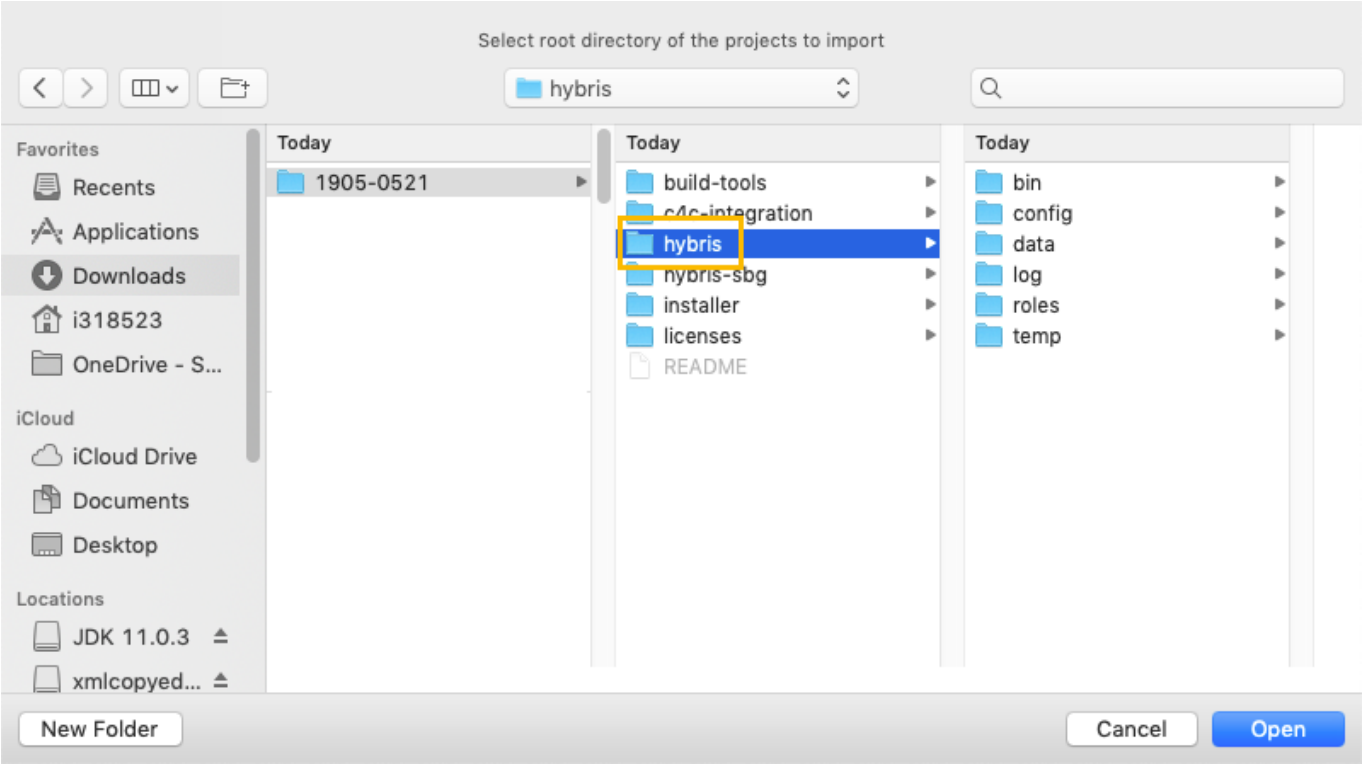 Select root directory of the projects to import
hybris
Favorites
Recents
Applications
Downloads
i318523
OneDrive - S...
iCloud
iCloud Drive
Documents
Desktop
Locations
JDK 11.0.3
xmlcopyed...
Today
1905-0521
Today
build-tools
c4c-integration
hybris
hybris-sbg
installer
licenses
README
Today
bin
config
data
log
roles
temp
New Folder
Cancel
Open